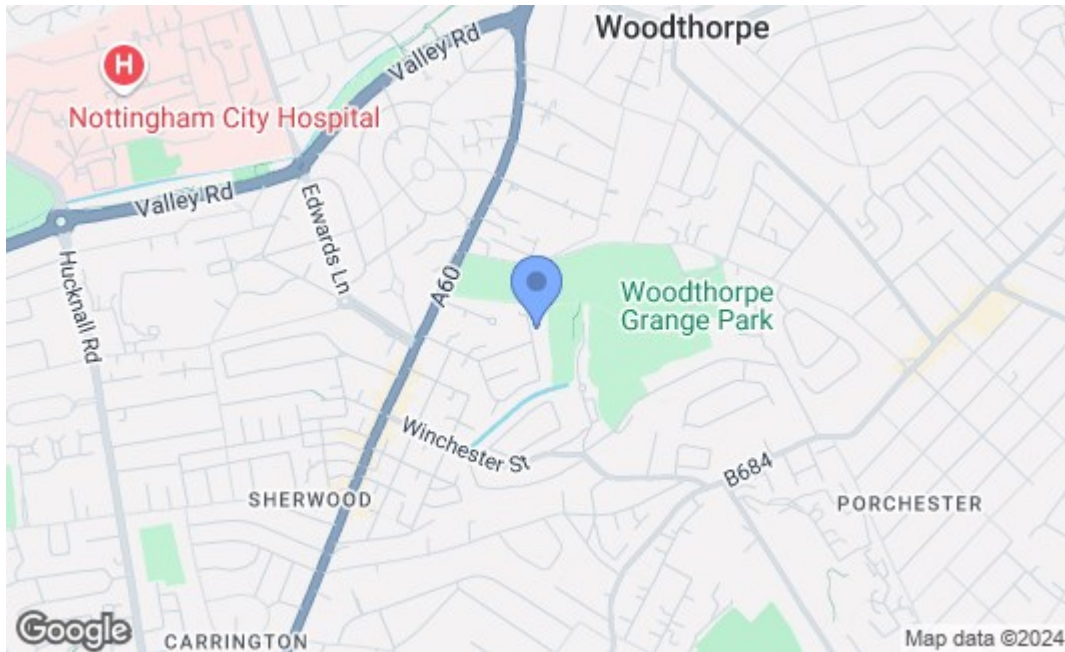 Woodthorpe
Valley Rd
H
Nottingham City Hospital
Valley Rd
Edwards Ln
Hucknall Rd
A60
Woodthorpe
Grange Park
Winchester St
B684
SHERWOOD
PORCHESTER
Google
CARRINGTON
Map data ©2024